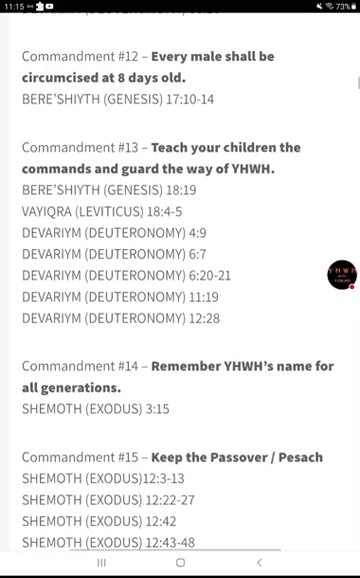 11:15
73%
Commandment #12 – Every male shall be
circumcised at 8 days old.
BERE'SHIYTH (GENESIS) 17:10-14
Commandment #13 – Teach your children the
commands and guard the way of YHWH.
BERE'SHIYTH (GENESIS) 18:19
VAYIQRA (LEVITICUS) 18:4-5
DEVARIYM (DEUTERONOMY) 4:9
DEVARIYM (DEUTERONOMY) 6:7
DEVARIYM (DEUTERONOMY) 6:20-21
DEVARIYM (DEUTERONOMY) 11:19
DEVARIYM (DEUTERONOMY) 12:28
Commandment #14 – Remember YHWH's name for
all generations.
SHEMOTH (EXODUS) 3:15
Commandment #15 – Keep the Passover / Pesach
SHEMOTH (EXODUS)12:3-13
SHEMOTH (EXODUS) 12:22-27
SHEMOTH (EXODUS) 12:42
SHEMOTH (EXODUS) 12:43-48